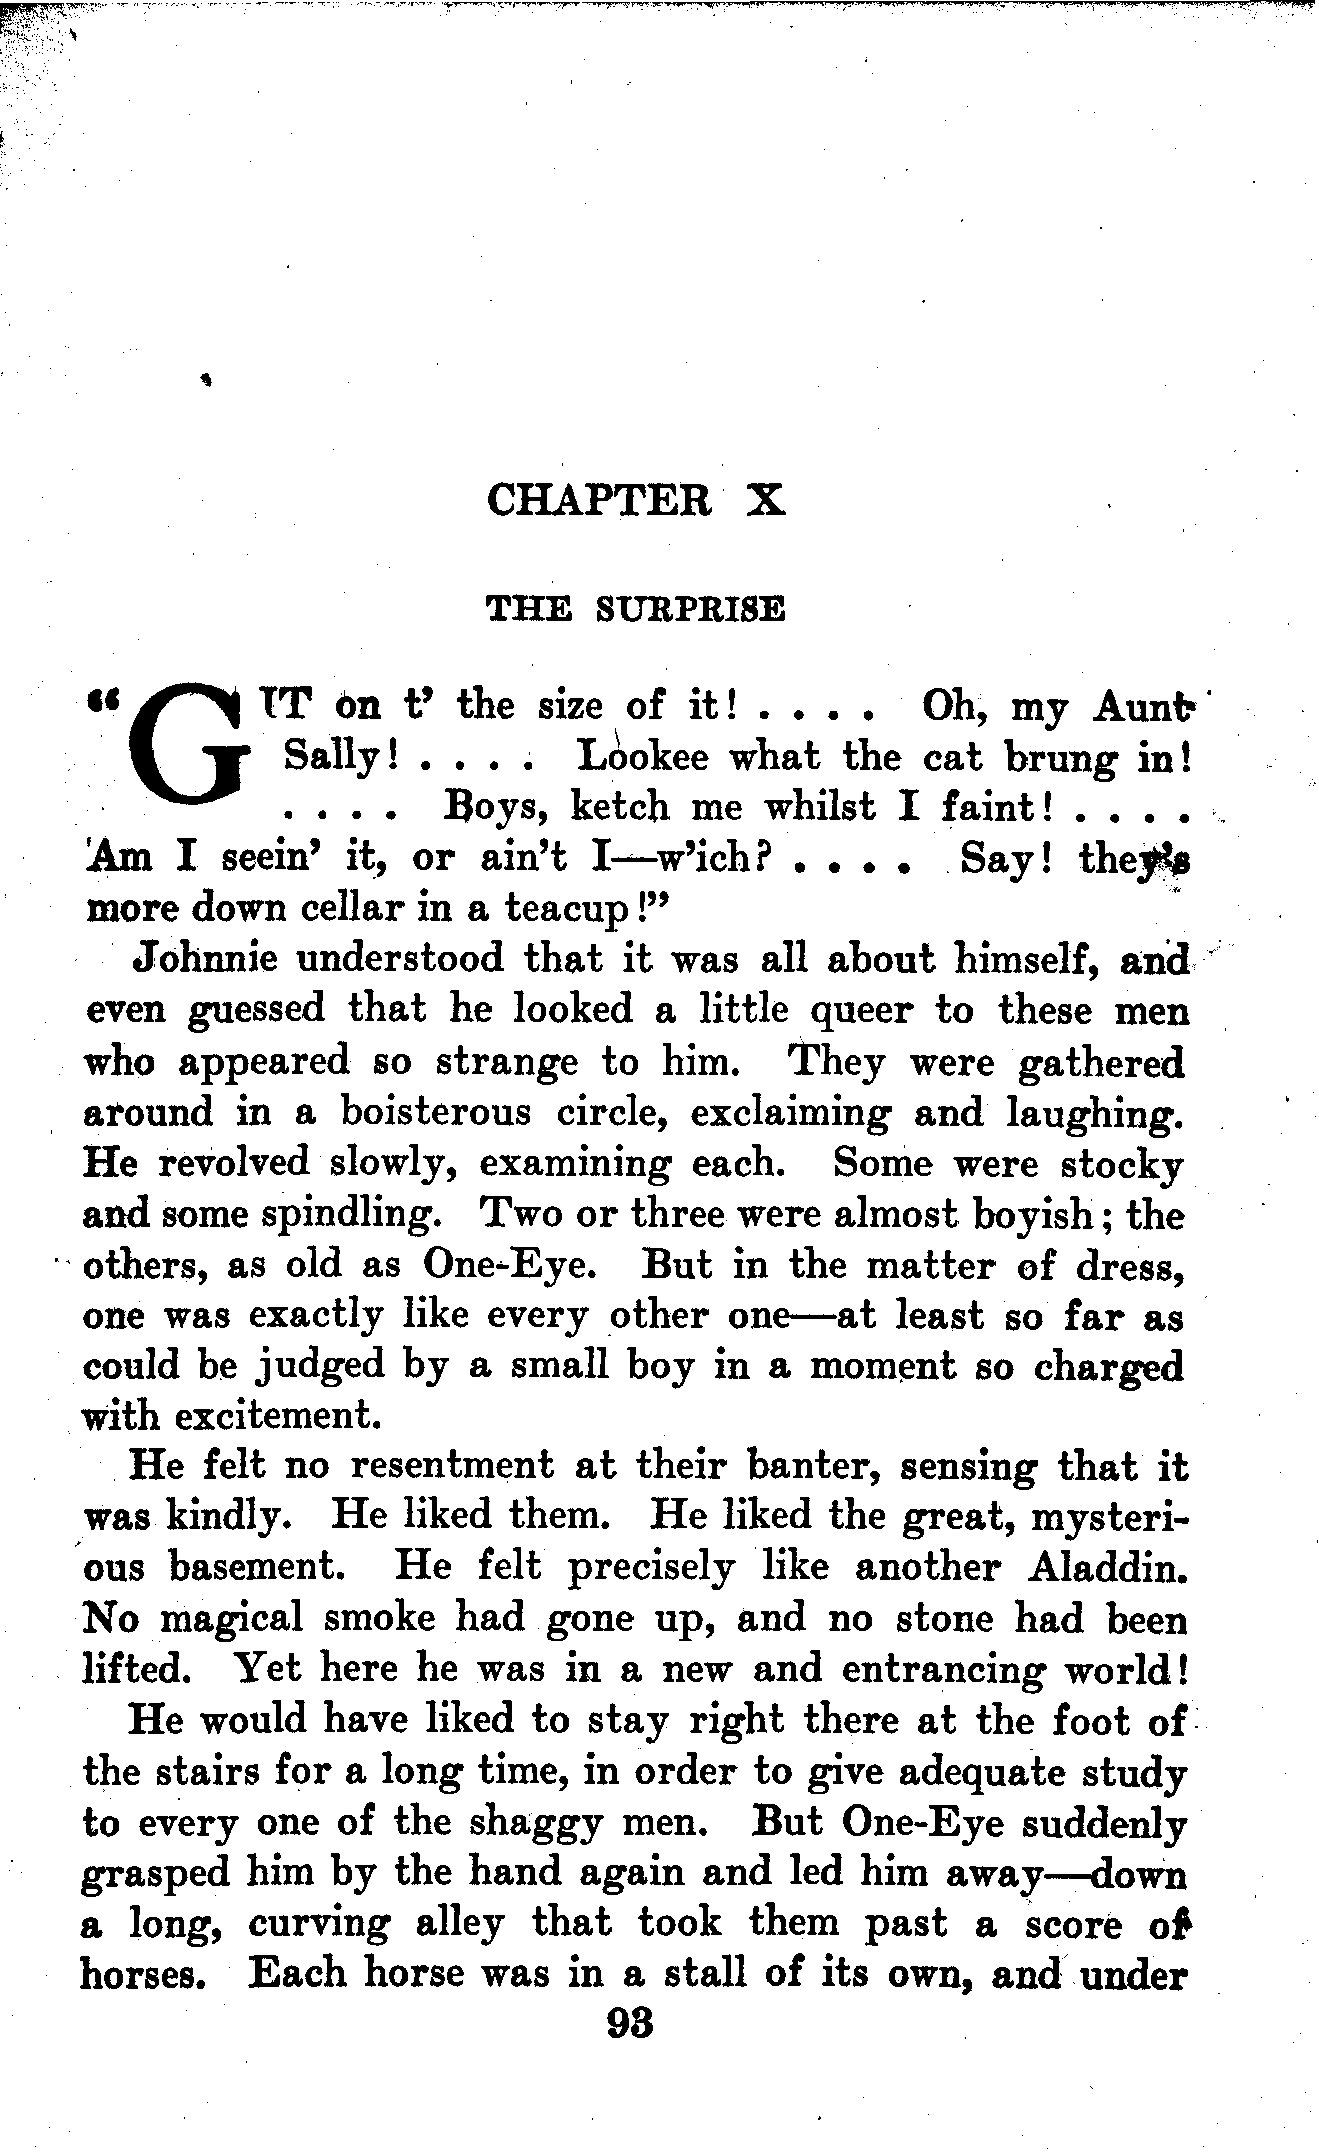 CHAPTER X
THE SURPRISE
“GIT on t’ the size of it! . . . . Oh, my Aunt
Sally! . . . . Lookee what the cat brung in!
. . . . Boys, ketch me whilst I faint! . . . .
Am I seein’ it, or ain’t I—w’ich? . . . . Say! they’s
more down cellar in a teacup!”
Johnnie understood that it was all about himself, and
even guessed that he looked a little queer to these men
who appeared so strange to him. They were gathered
around in a boisterous circle, exclaiming and laughing.
He revolved slowly, examining each. Some were stocky
and some spindling. Two or three were almost boyish; the
others, as old as One-Eye. But in the matter of dress,
one was exactly like every other one—at least so far as
could be judged by a small boy in a moment so charged
with excitement.
He felt no resentment at their banter, sensing that it
was kindly. He liked them. He liked the great, mysteri-
ous basement. He felt precisely like another Aladdin.
No magical smoke had gone up, and no stone had been
lifted. Yet here he was in a new and entrancing world!
He would have liked to stay right there at the foot of
the stairs for a long time, in order to give adequate study
to every one of the shaggy men. But One-Eye suddenly
grasped him by the hand again and led him away—down
a long, curving alley that took them past a score of
horses. Each horse was in a stall of its own, and under
93